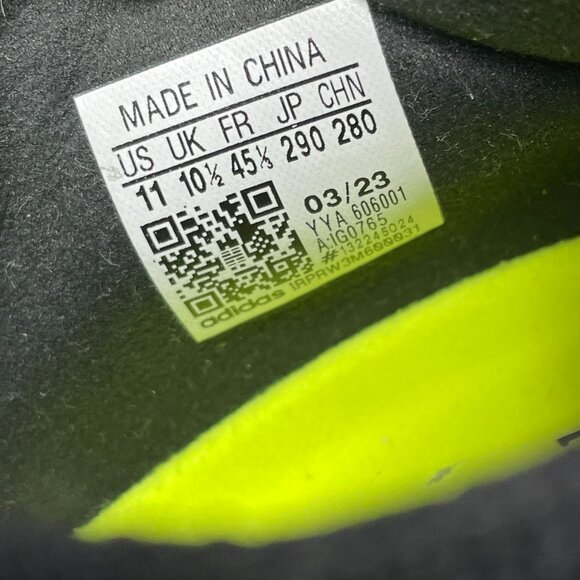 MADE IN CHINA
US UK FR JP CHN
11 10½ 45⅓ 290 280
03/23
YYA 606001
A:IG0765
#:132245024
adidas 1RPRW3M600031